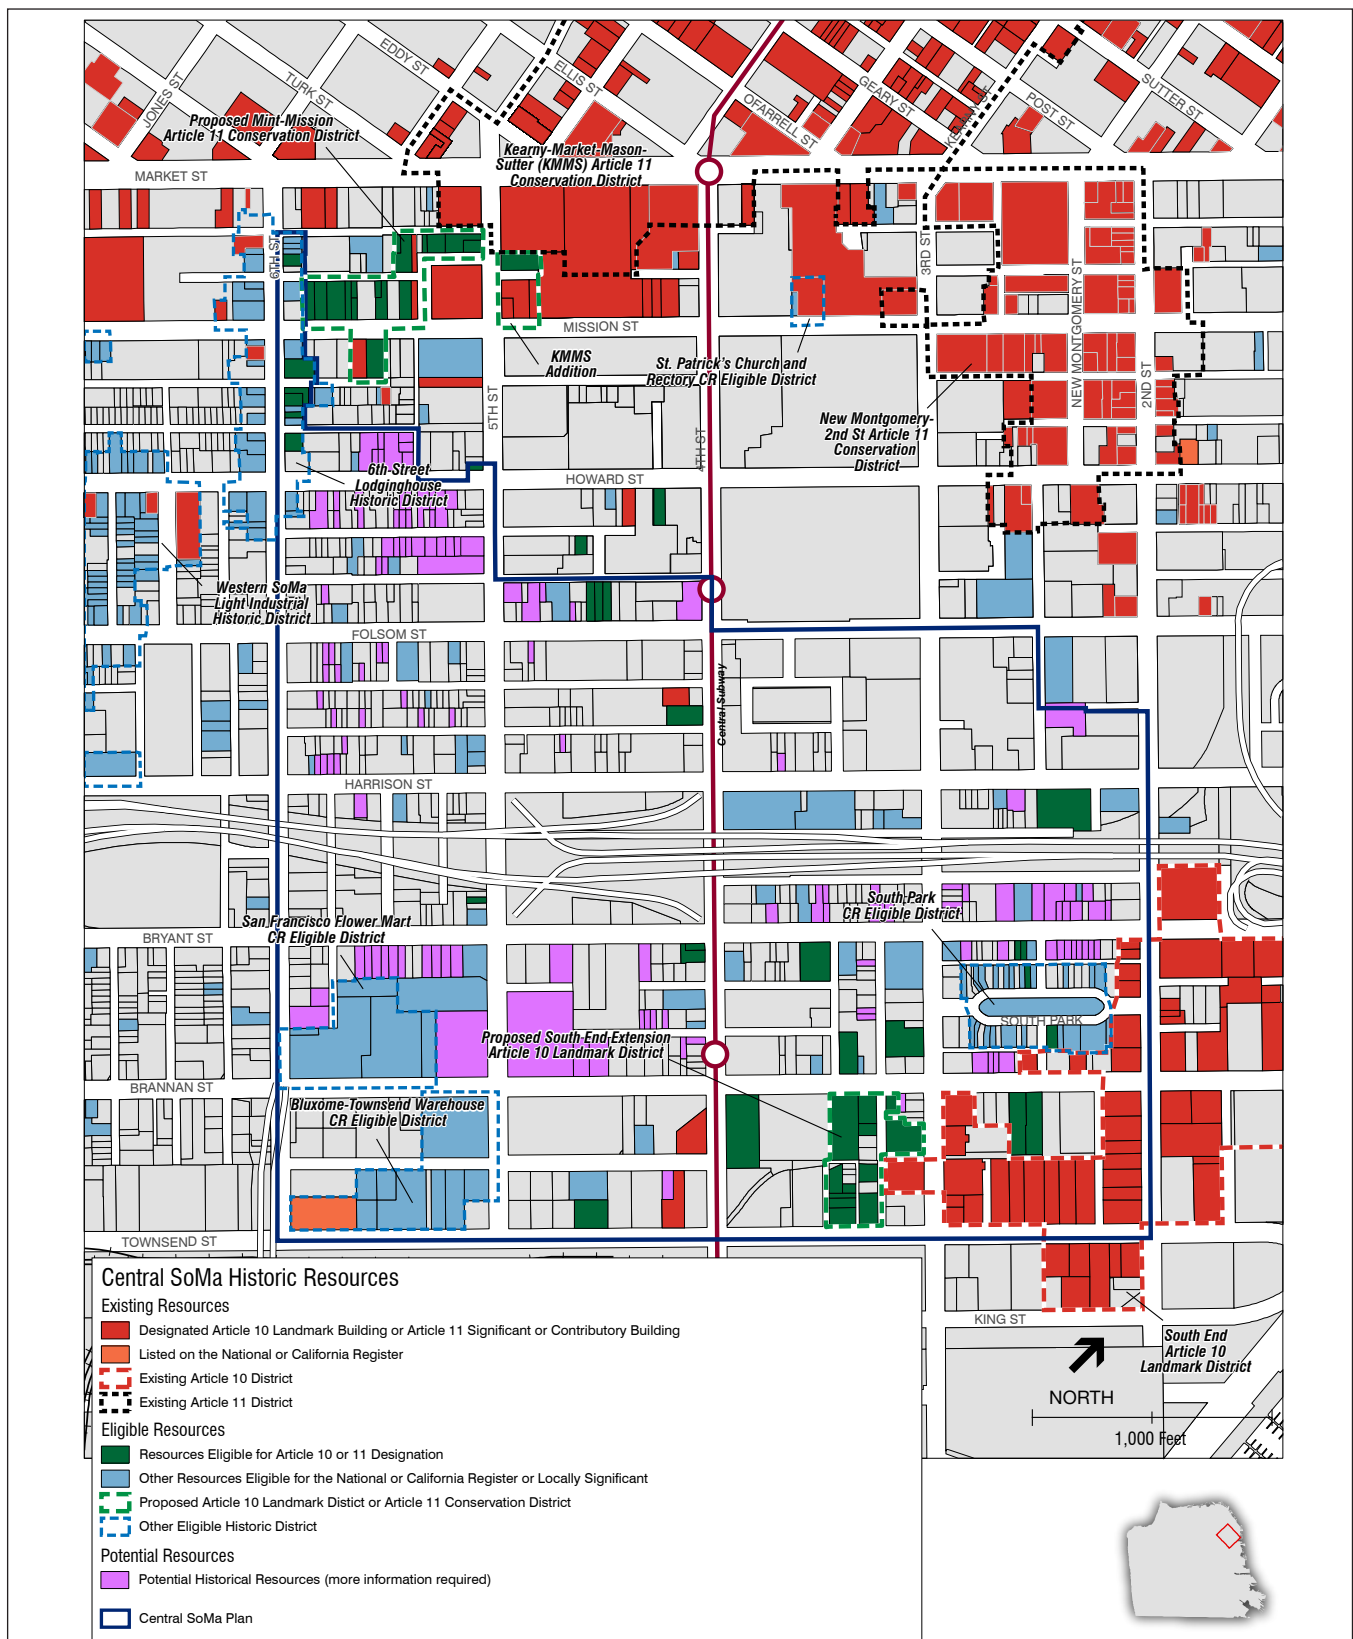 EDDY ST
ELLIS ST
JONES ST
TURK ST
OFARRELL ST
GEARY ST
POST ST
SUTTER ST
Proposed Mint-Mission
Article 11 Conservation District
Kearny-Market-Mason-
Sutter (KMMS) Article 11
Conservation District
MARKET ST
6TH ST
3RD ST
NEW MONTGOMERY ST
2ND ST
MISSION ST
KMMS
Addition
St. Patrick's Church and
Rectory CR Eligible District
5TH ST
4TH ST
New Montgomery-
2nd St Article 11
Conservation
District
6th Street
Lodginghouse
Historic District
HOWARD ST
Western SoMa
Light Industrial
Historic District
FOLSOM ST
Central Subway
HARRISON ST
South Park
CR Eligible District
San Francisco Flower Mart
CR Eligible District
BRYANT ST
SOUTH PARK
Proposed South End Extension
Article 10 Landmark District
BRANNAN ST
Bluxome-Townsend Warehouse
CR Eligible District
TOWNSEND ST
KING ST
South End
Article 10
Landmark District
NORTH
1,000 Feet
Central SoMa Historic Resources
Existing Resources
Designated Article 10 Landmark Building or Article 11 Significant or Contributory Building
Listed on the National or California Register
Existing Article 10 District
Existing Article 11 District
Eligible Resources
Resources Eligible for Article 10 or 11 Designation
Other Resources Eligible for the National or California Register or Locally Significant
Proposed Article 10 Landmark Distict or Article 11 Conservation District
Other Eligible Historic District
Potential Resources
Potential Historical Resources (more information required)
Central SoMa Plan